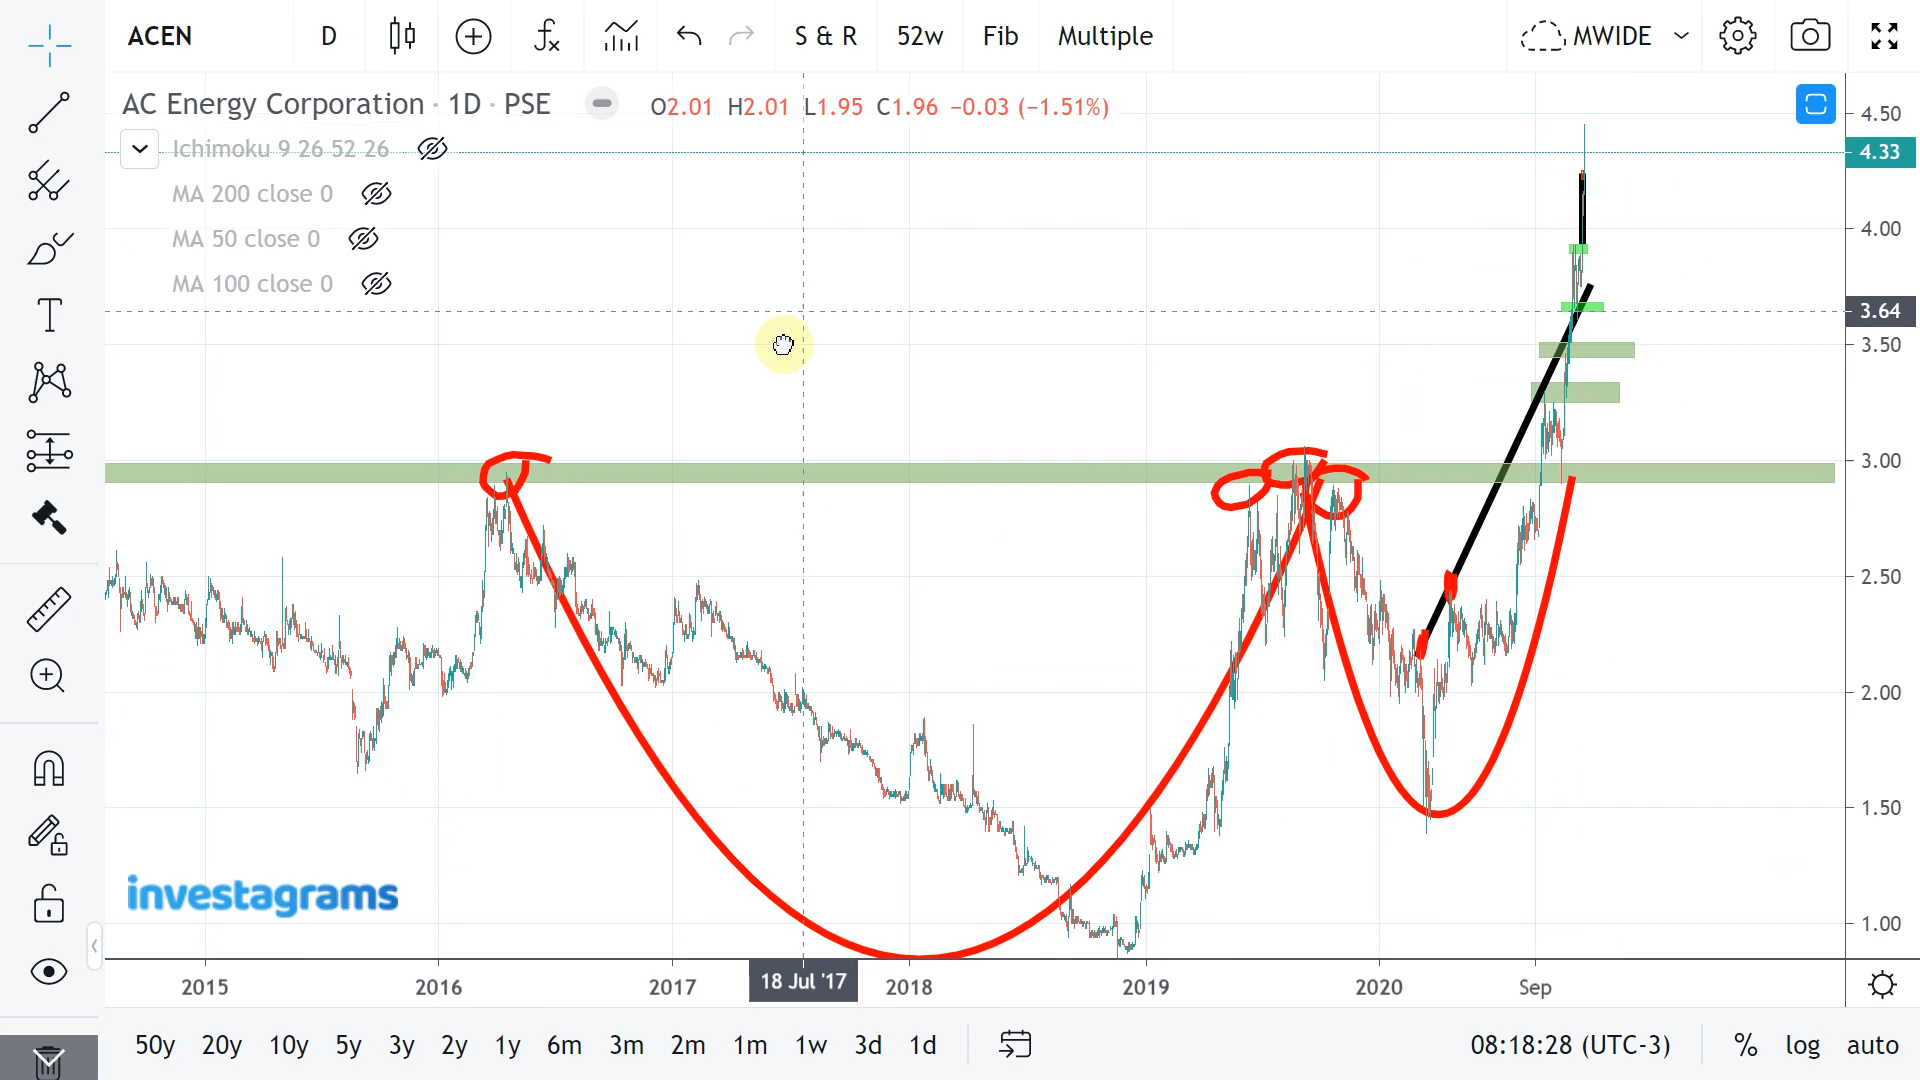 ACEN D S & R 52w Fib Multiple MWIDE
AC Energy Corporation · 1D · PSE O2.01 H2.01 L1.95 C1.96 −0.03 (−1.51%)
Ichimoku 9 26 52 26
MA 200 close 0
MA 50 close 0
MA 100 close 0
4.50
4.33
4.00
3.64
3.50
3.00
2.50
2.00
1.50
1.00
investagrams
2015 2016 2017 18 Jul '17 2018 2019 2020 Sep
50y 20y 10y 5y 3y 2y 1y 6m 3m 2m 1m 1w 3d 1d 08:18:28 (UTC-3) % log auto